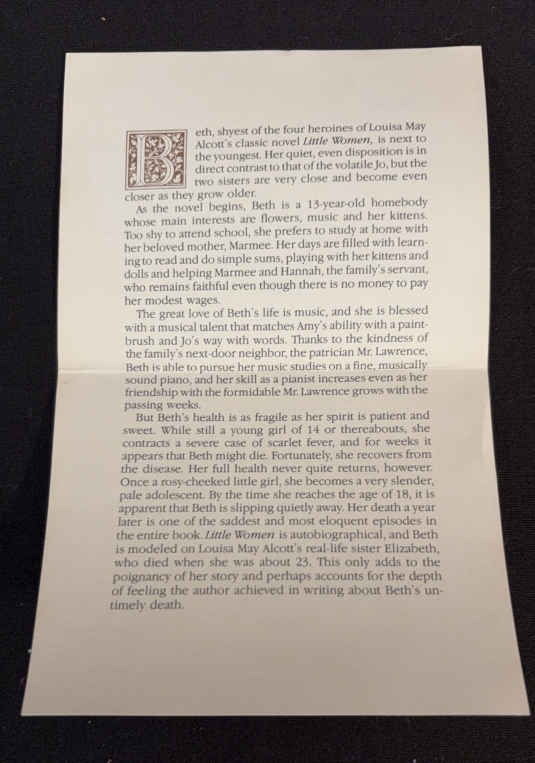 Beth, shyest of the four heroines of Louisa May
Alcott's classic novel Little Women, is next to
the youngest. Her quiet, even disposition is in
direct contrast to that of the volatile Jo, but the
two sisters are very close and become even
closer as they grow older.
As the novel begins, Beth is a 13-year-old homebody
whose main interests are flowers, music and her kittens.
Too shy to attend school, she prefers to study at home with
her beloved mother, Marmee. Her days are filled with learn-
ing to read and do simple sums, playing with her kittens and
dolls and helping Marmee and Hannah, the family's servant,
who remains faithful even though there is no money to pay
her modest wages.
The great love of Beth's life is music, and she is blessed
with a musical talent that matches Amy's ability with a paint-
brush and Jo's way with words. Thanks to the kindness of
the family's next-door neighbor, the patrician Mr. Lawrence,
Beth is able to pursue her music studies on a fine, musically
sound piano, and her skill as a pianist increases even as her
friendship with the formidable Mr. Lawrence grows with the
passing weeks.
But Beth's health is as fragile as her spirit is patient and
sweet. While still a young girl of 14 or thereabouts, she
contracts a severe case of scarlet fever, and for weeks it
appears that Beth might die. Fortunately, she recovers from
the disease. Her full health never quite returns, however.
Once a rosy-cheeked little girl, she becomes a very slender,
pale adolescent. By the time she reaches the age of 18, it is
apparent that Beth is slipping quietly away. Her death a year
later is one of the saddest and most eloquent episodes in
the entire book. Little Women is autobiographical, and Beth
is modeled on Louisa May Alcott's real-life sister Elizabeth,
who died when she was about 23. This only adds to the
poignancy of her story and perhaps accounts for the depth
of feeling the author achieved in writing about Beth's un-
timely death.